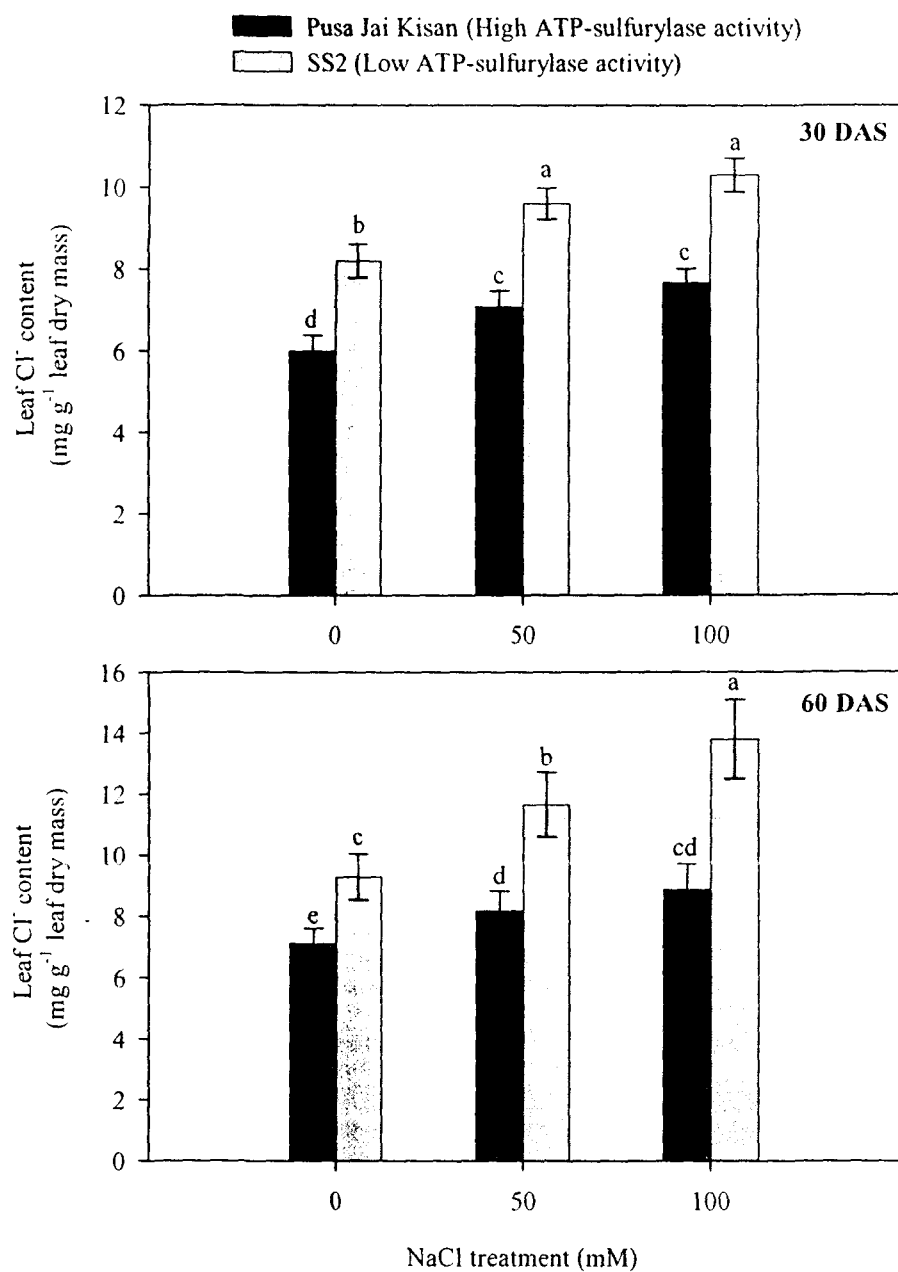 Pusa Jai Kisan (High ATP-sulfurylase activity)
SS2 (Low ATP-sulfurylase activity)
30 DAS
Leaf Cl⁻ content
(mg g⁻¹ leaf dry mass)
12
10
8
6
4
2
0
d
b
c
a
c
a
0
50
100
60 DAS
Leaf Cl⁻ content
(mg g⁻¹ leaf dry mass)
16
14
12
10
8
6
4
2
0
e
c
d
b
cd
a
0
50
100
NaCl treatment (mM)